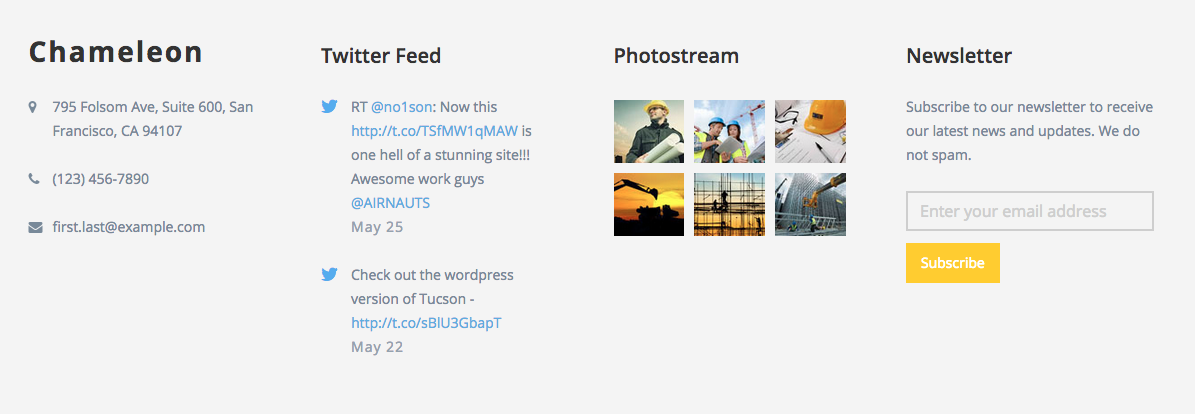 Chameleon
795 Folsom Ave, Suite 600, San
Francisco, CA 94107
(123) 456-7890
first.last@example.com
Twitter Feed
RT @no1son: Now this
http://t.co/TSfMW1qMAW is
one hell of a stunning site!!!
Awesome work guys
@AIRNAUTS
May 25
Check out the wordpress
version of Tucson -
http://t.co/sBlU3GbapT
May 22
Photostream
Newsletter
Subscribe to our newsletter to receive
our latest news and updates. We do
not spam.
Enter your email address
Subscribe